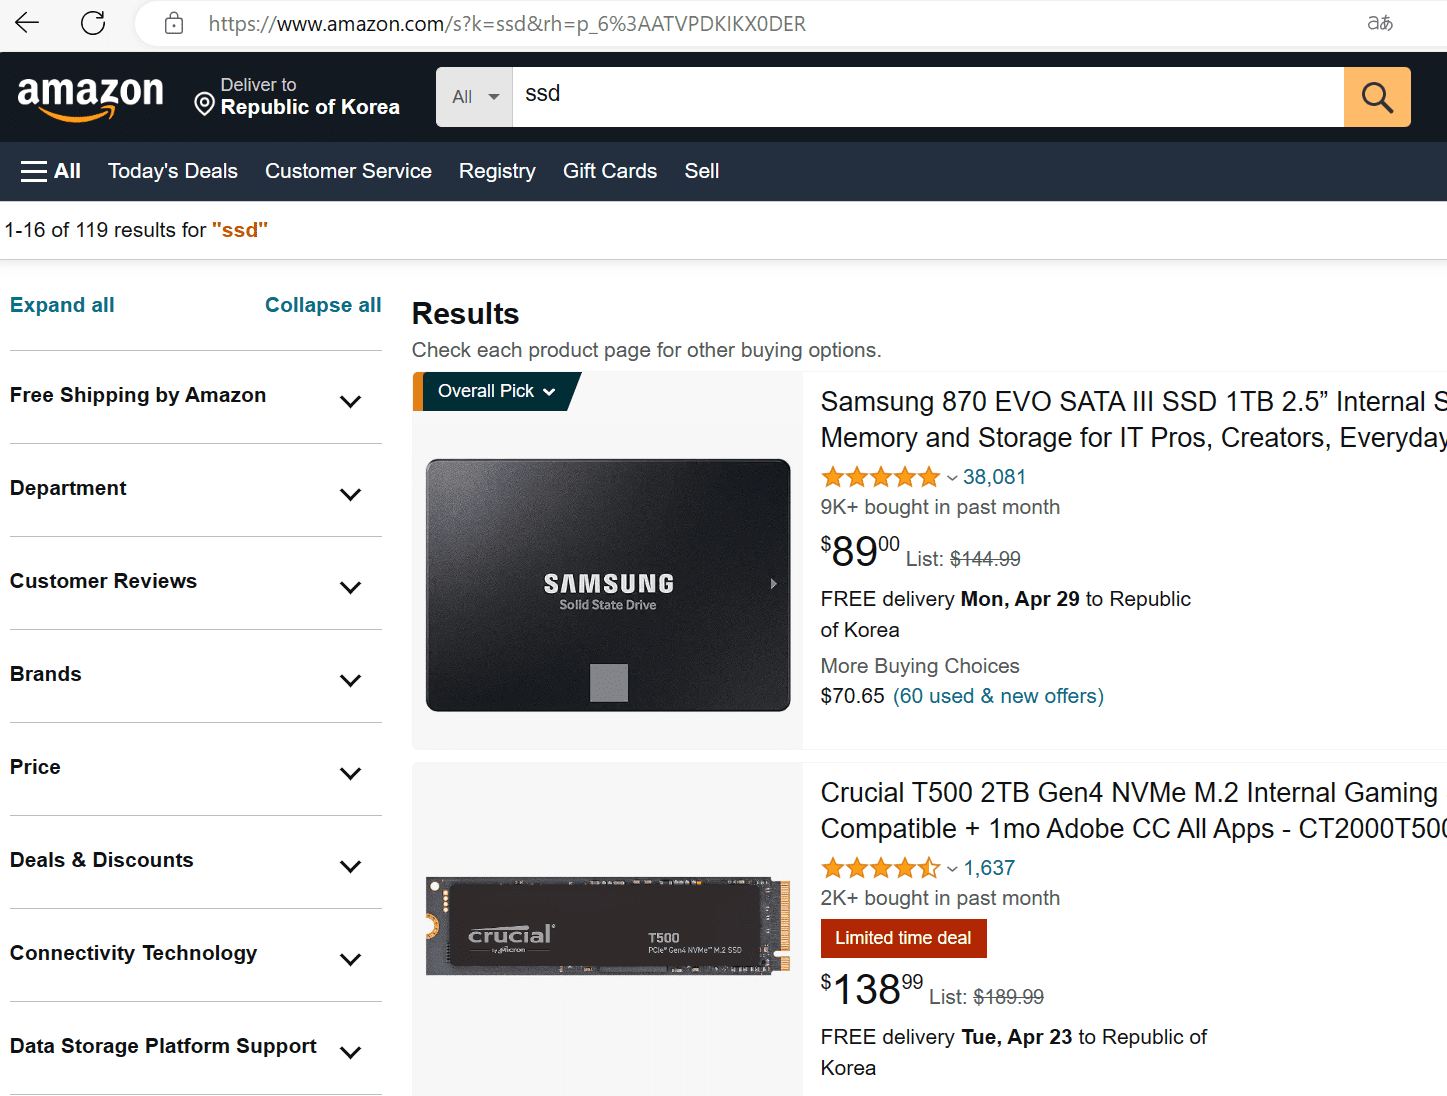 https://www.amazon.com/s?k=ssd&rh=p_6%3AATVPDKIKX0DER
aあ
amazon
Deliver to
Republic of Korea
All
ssd
All Today's Deals Customer Service Registry Gift Cards Sell
1-16 of 119 results for "ssd"
Expand all Collapse all
Free Shipping by Amazon
Department
Customer Reviews
Brands
Price
Deals & Discounts
Connectivity Technology
Data Storage Platform Support
Results
Check each product page for other buying options.
Overall Pick
SAMSUNG
Solid State Drive
Samsung 870 EVO SATA III SSD 1TB 2.5” Internal S
Memory and Storage for IT Pros, Creators, Everyday
38,081
9K+ bought in past month
$8900 List: $144.99
FREE delivery Mon, Apr 29 to Republic
of Korea
More Buying Choices
$70.65 (60 used & new offers)
crucial
by Micron
T500
PCIe® Gen4 NVMe™ M.2 SSD
Crucial T500 2TB Gen4 NVMe M.2 Internal Gaming
Compatible + 1mo Adobe CC All Apps - CT2000T500
1,637
2K+ bought in past month
Limited time deal
$13899 List: $189.99
FREE delivery Tue, Apr 23 to Republic of
Korea